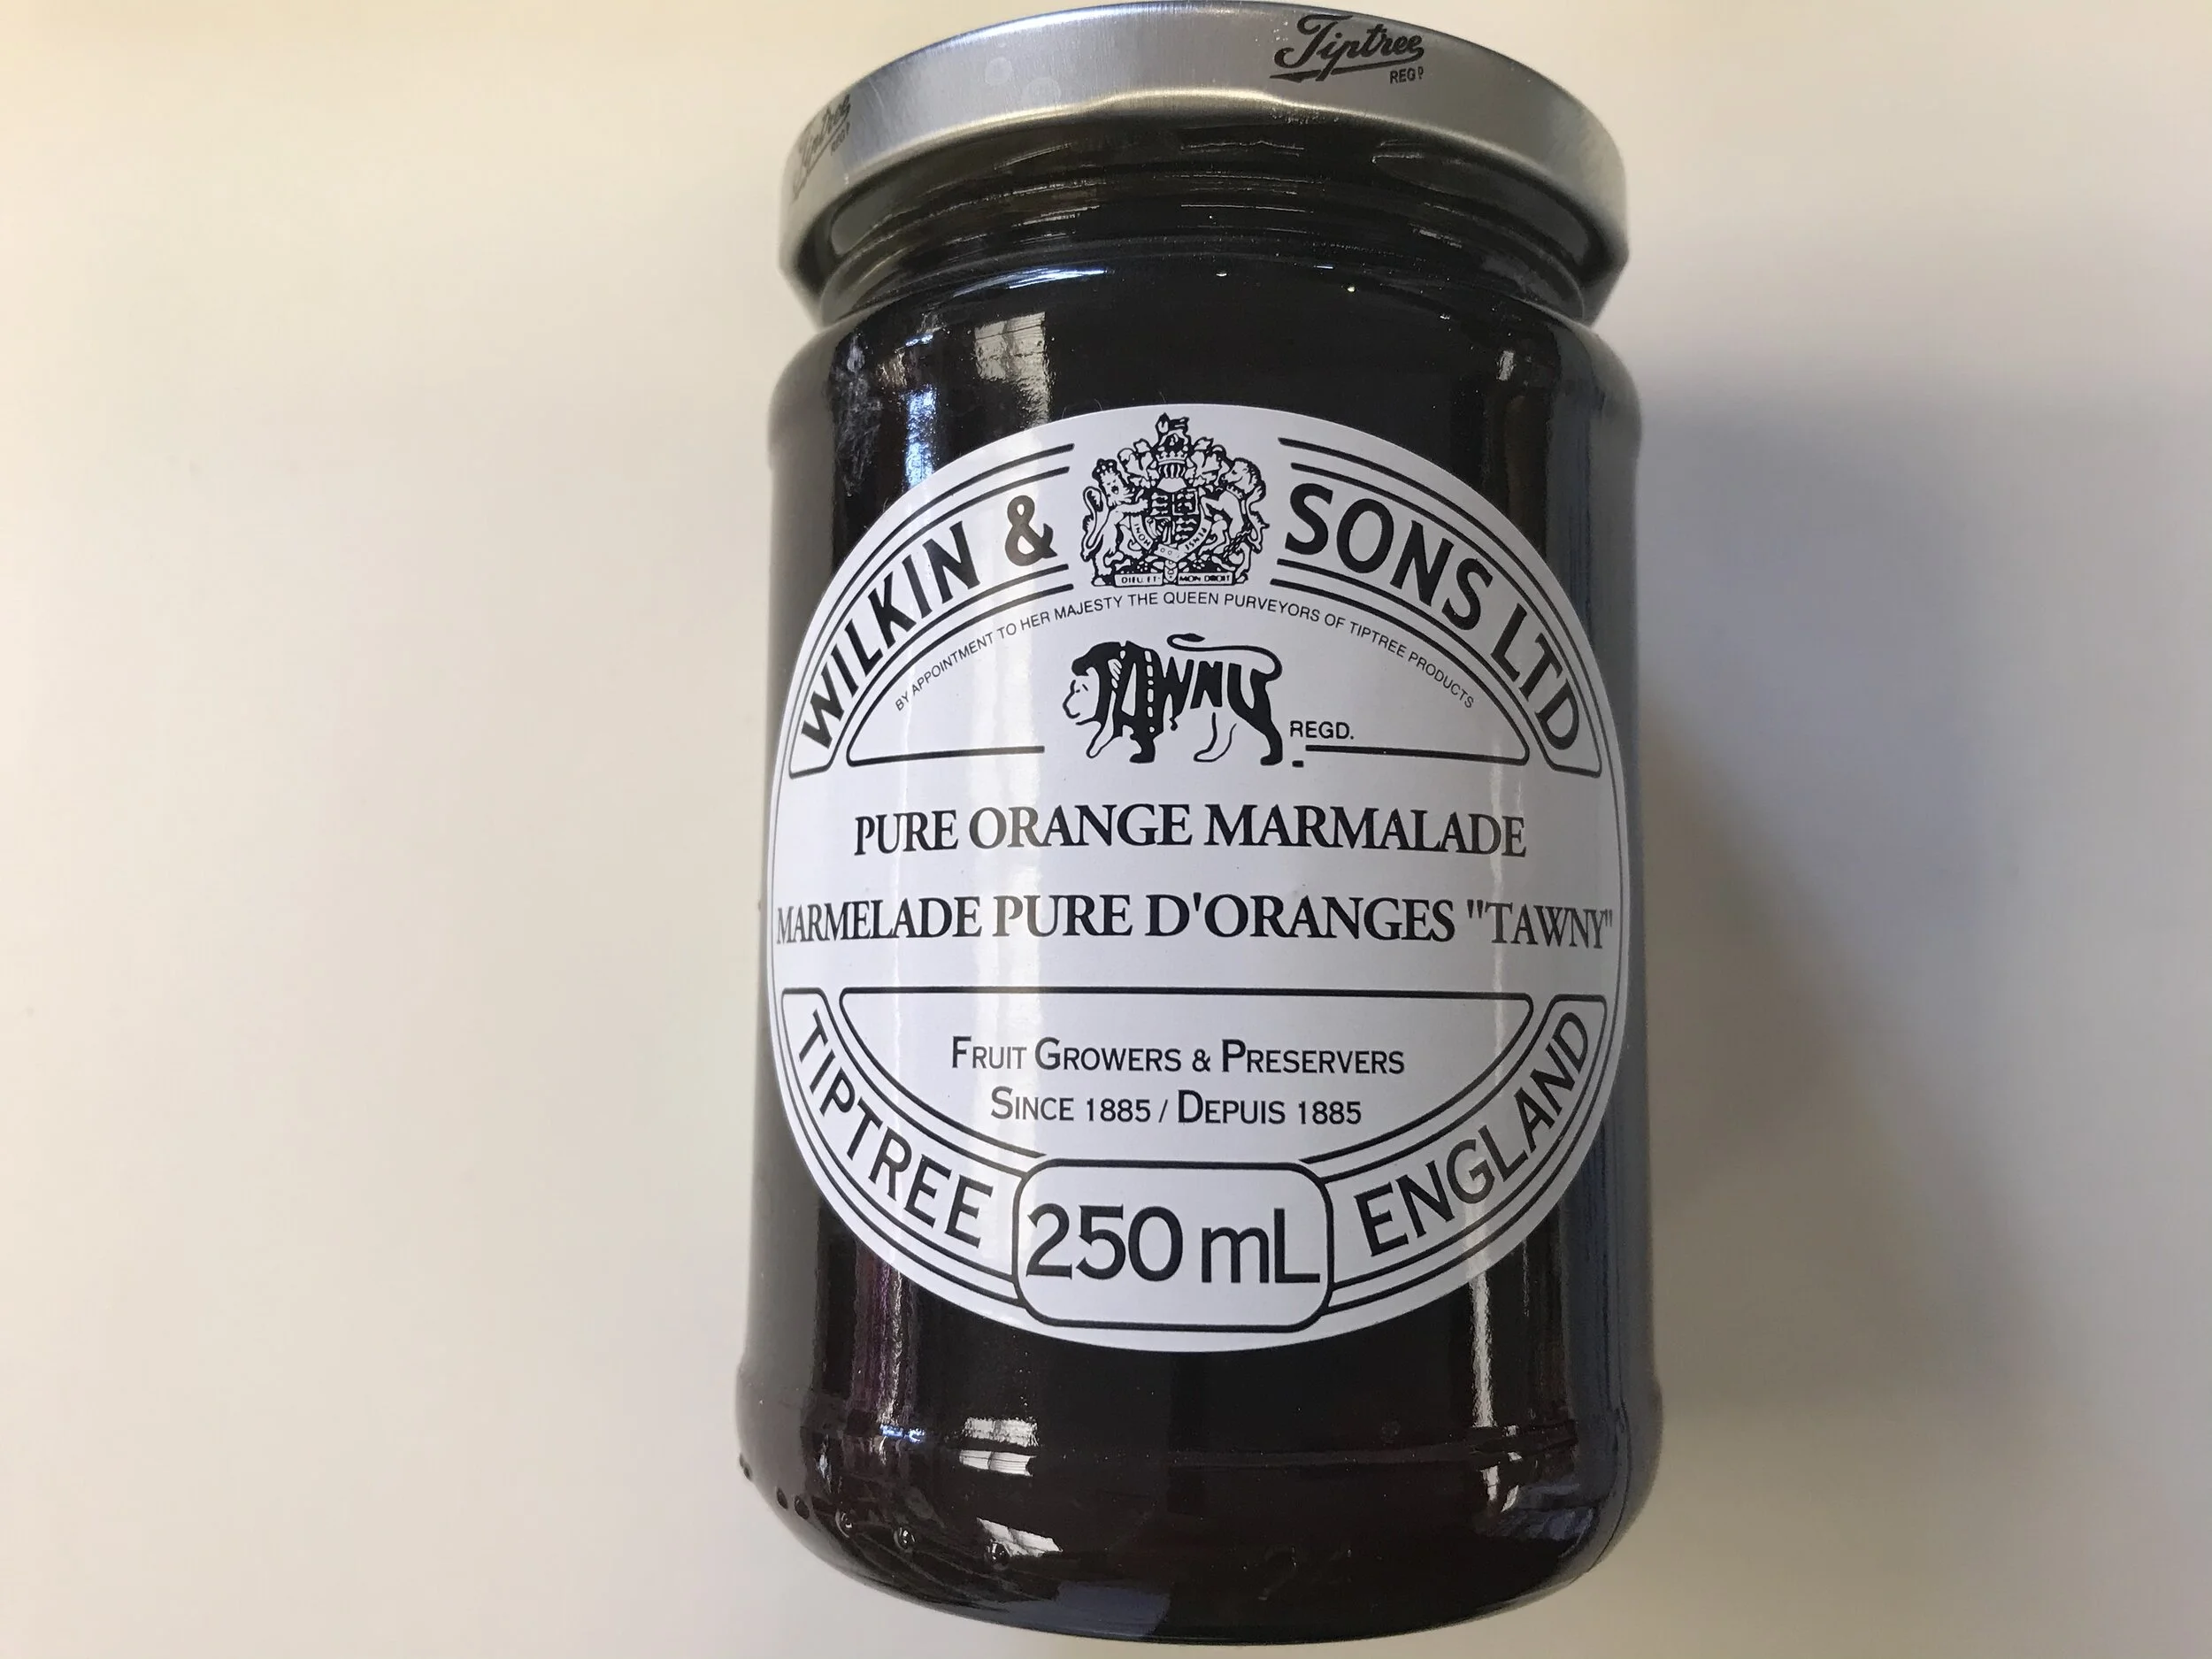 Tiptree
REGD
Tiptree
REGD
WILKIN & SONS LTD
DIEU ET MON DROIT
BY APPOINTMENT TO HER MAJESTY THE QUEEN PURVEYORS OF TIPTREE PRODUCTS
TAWNY
REGD.
PURE ORANGE MARMALADE
MARMELADE PURE D'ORANGES "TAWNY"
FRUIT GROWERS & PRESERVERS
SINCE 1885 / DEPUIS 1885
TIPTREE
250 mL
ENGLAND